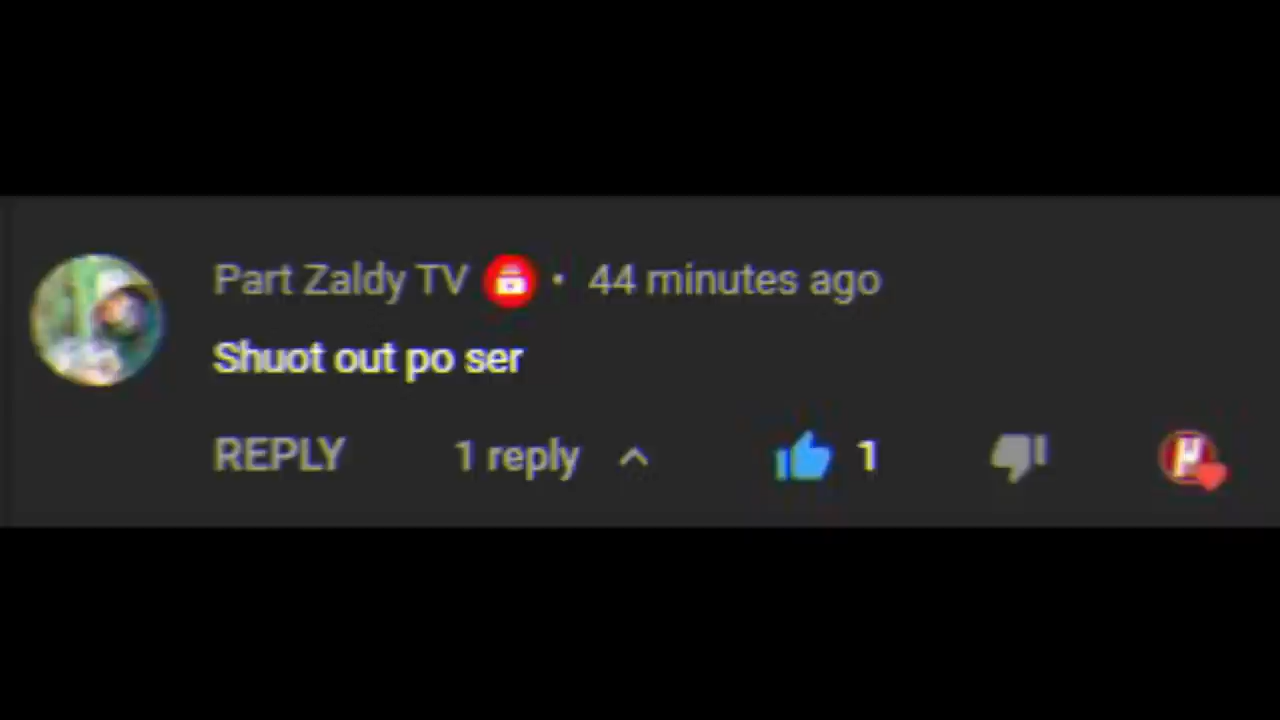 Part Zaldy TV • 44 minutes ago
Shuot out po ser
REPLY 1 reply 1